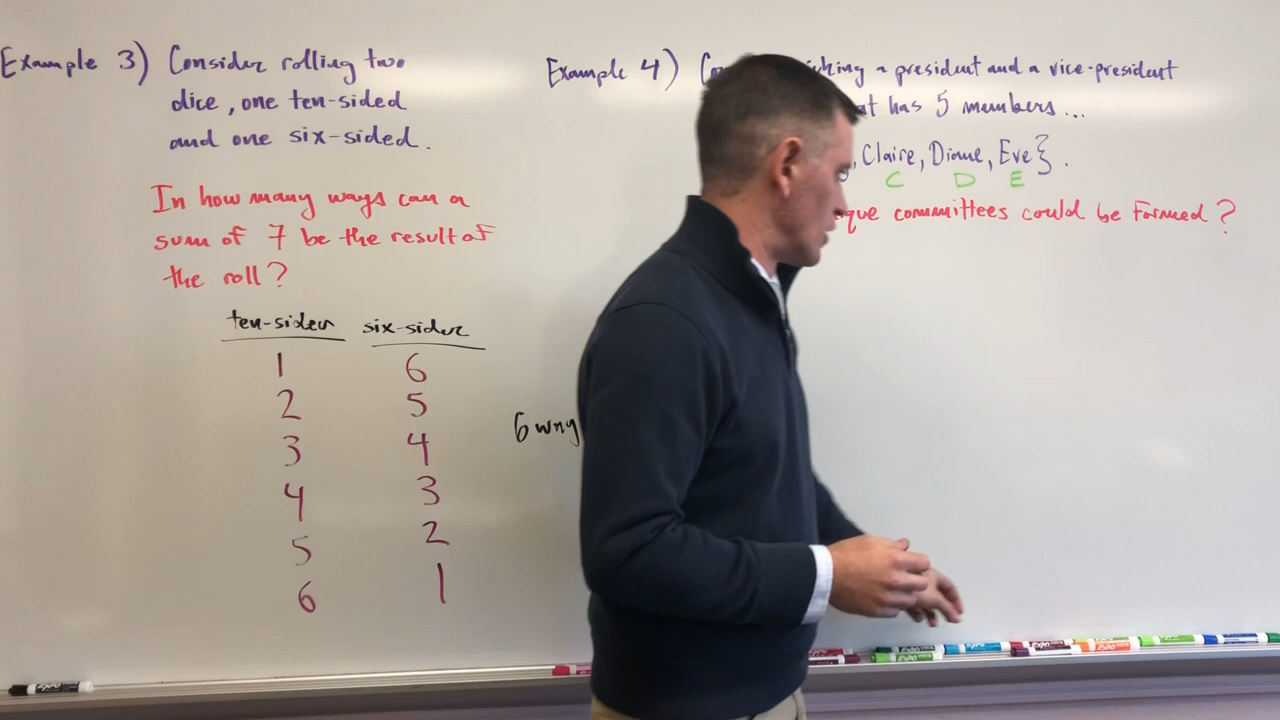 Example 3) Consider rolling two
dice, one ten-sided
and one six-sided.
In how many ways can a
sum of 7 be the result of
the roll?
ten-sider six-sider
1 6
2 5
3 4
4 3
5 2
6 1
6 way
Example 4) a president and a vice-president
has 5 members...
, Claire, Diane, Eve}.
C D E
committees could be formed?